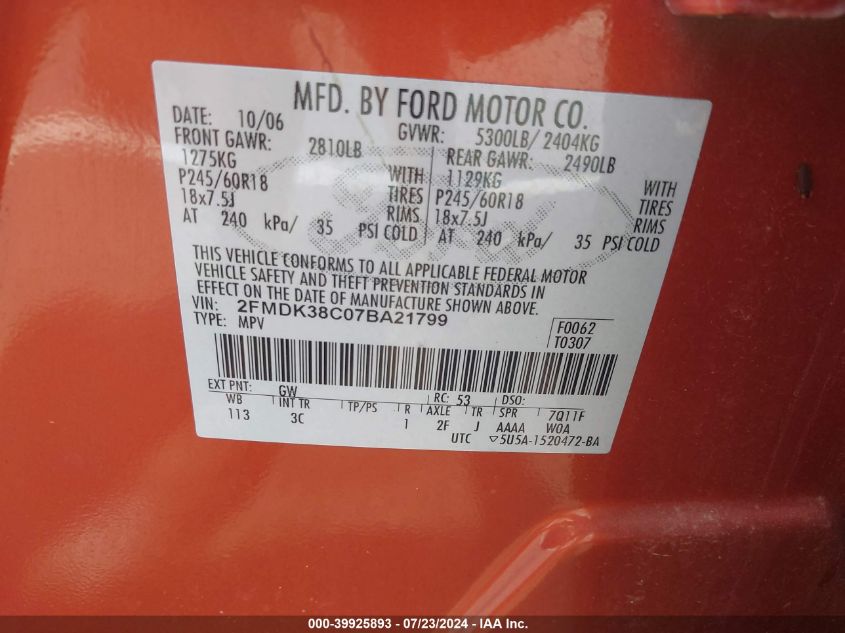 MFD. BY FORD MOTOR CO.
DATE: 10/06 GVWR: 5300LB/ 2404KG
FRONT GAWR: 2810LB REAR GAWR: 2490LB
1275KG WITH 1129KG WITH
P245/60R18 TIRES P245/60R18 TIRES
18x7.5J RIMS 18x7.5J RIMS
AT 240 kPa/ 35 PSI COLD AT 240 kPa/ 35 PSI COLD
THIS VEHICLE CONFORMS TO ALL APPLICABLE FEDERAL MOTOR
VEHICLE SAFETY AND THEFT PREVENTION STANDARDS IN
EFFECT ON THE DATE OF MANUFACTURE SHOWN ABOVE.
VIN: 2FMDK38C07BA21799 F0062
TYPE: MPV T0307
EXT PNT: GW RC: 53 DSO:
WB INT TR TP/PS R AXLE TR SPR 7Q11F
113 3C 1 2F J AAAA W0A
UTC ▽5U5A-1520472-BA
000-39925893 / 07/23/2024 - IAA Inc.